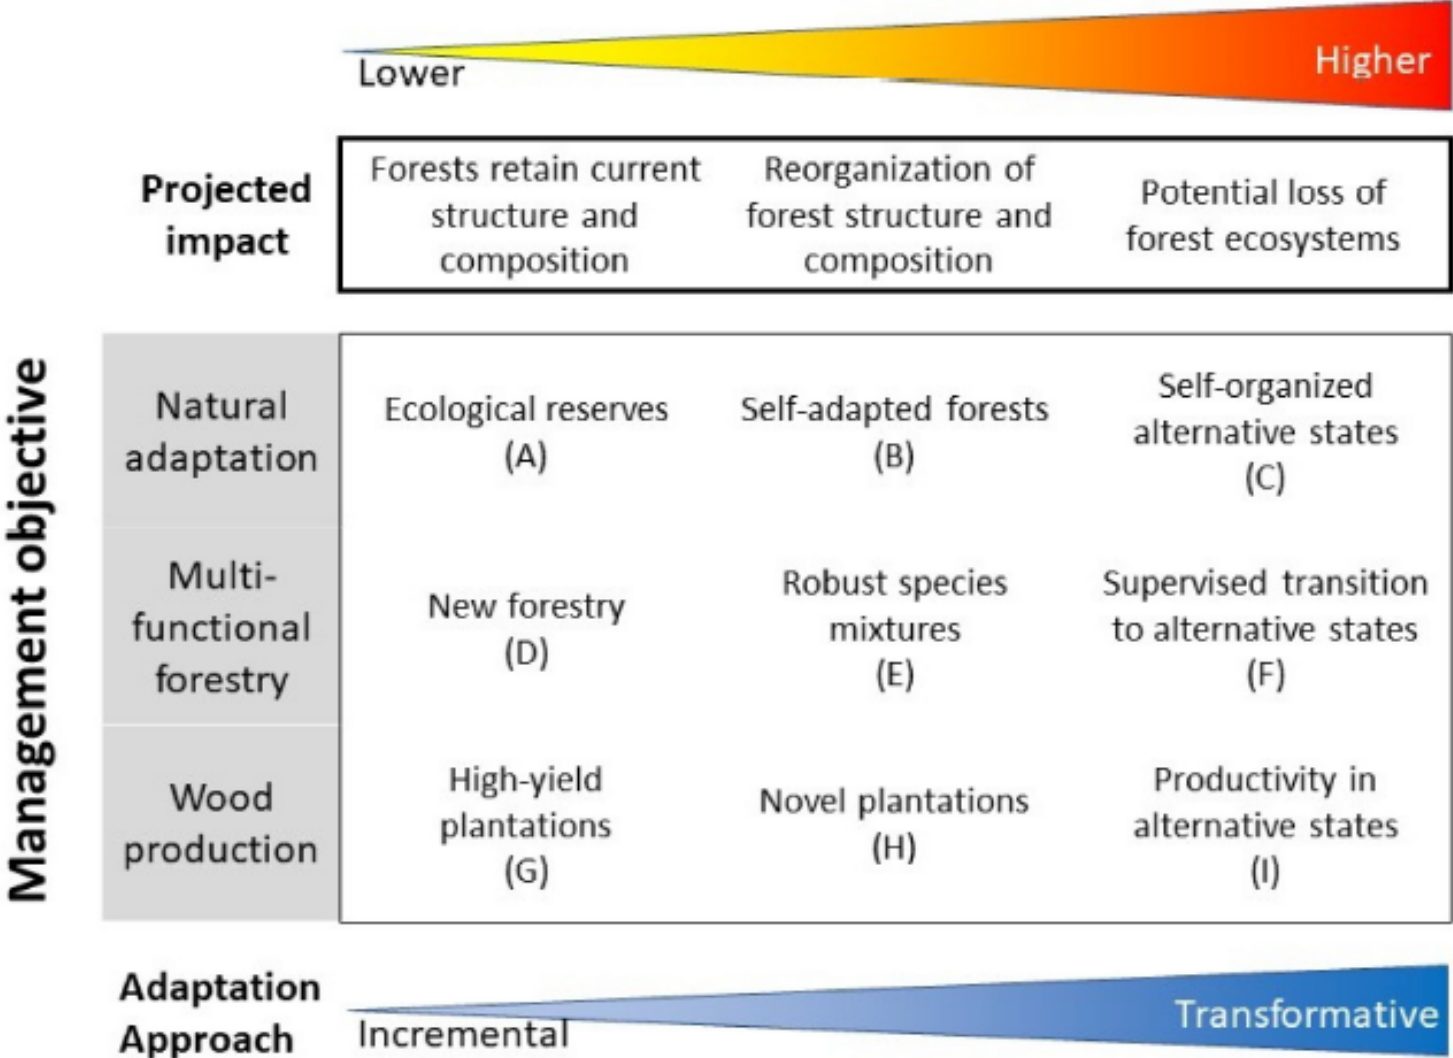 Lower
Higher
Projected
impact
Forests retain current
structure and
composition
Reorganization of
forest structure and
composition
Potential loss of
forest ecosystems
Management objective
Natural
adaptation
Ecological reserves
(A)
Self-adapted forests
(B)
Self-organized
alternative states
(C)
Multi-
functional
forestry
New forestry
(D)
Robust species
mixtures
(E)
Supervised transition
to alternative states
(F)
Wood
production
High-yield
plantations
(G)
Novel plantations
(H)
Productivity in
alternative states
(I)
Adaptation
Approach
Incremental
Transformative